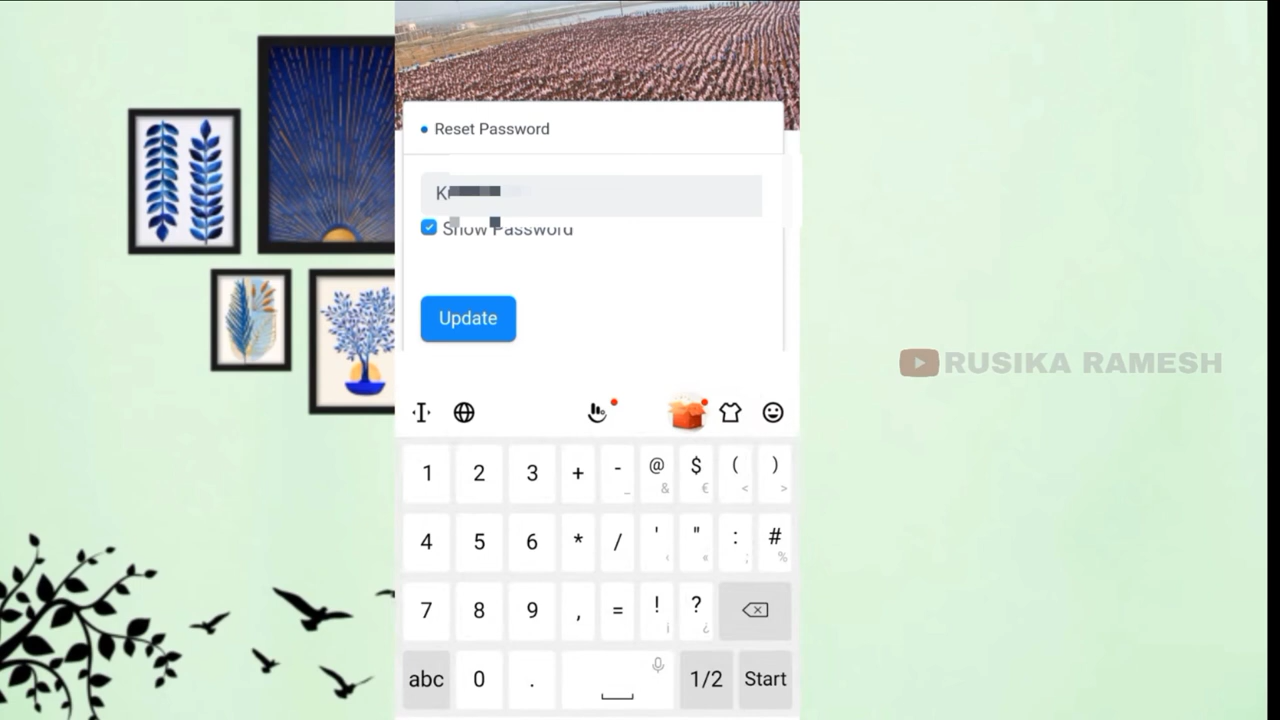 Reset Password
Show Password
Update
RUSIKA RAMESH
1 2 3 + - _ @ & $ € ( < ) >
4 5 6 * / ' ‹ " « : ; # %
7 8 9 , = ! ¡ ? ¿
abc 0 . 1/2 Start